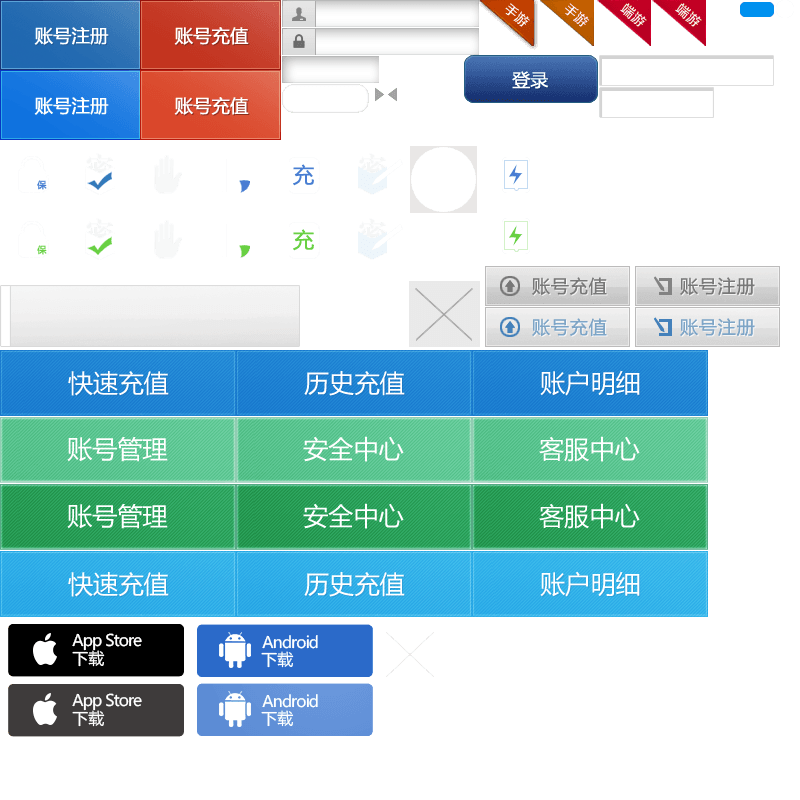 账号注册
账号充值
手游
手游
端游
端游
账号注册
账号充值
登录
保
充
保
充
账号充值
账号注册
账号充值
账号注册
快速充值
历史充值
账户明细
账号管理
安全中心
客服中心
账号管理
安全中心
客服中心
快速充值
历史充值
账户明细
App Store
下载
Android
下载
App Store
下载
Android
下载